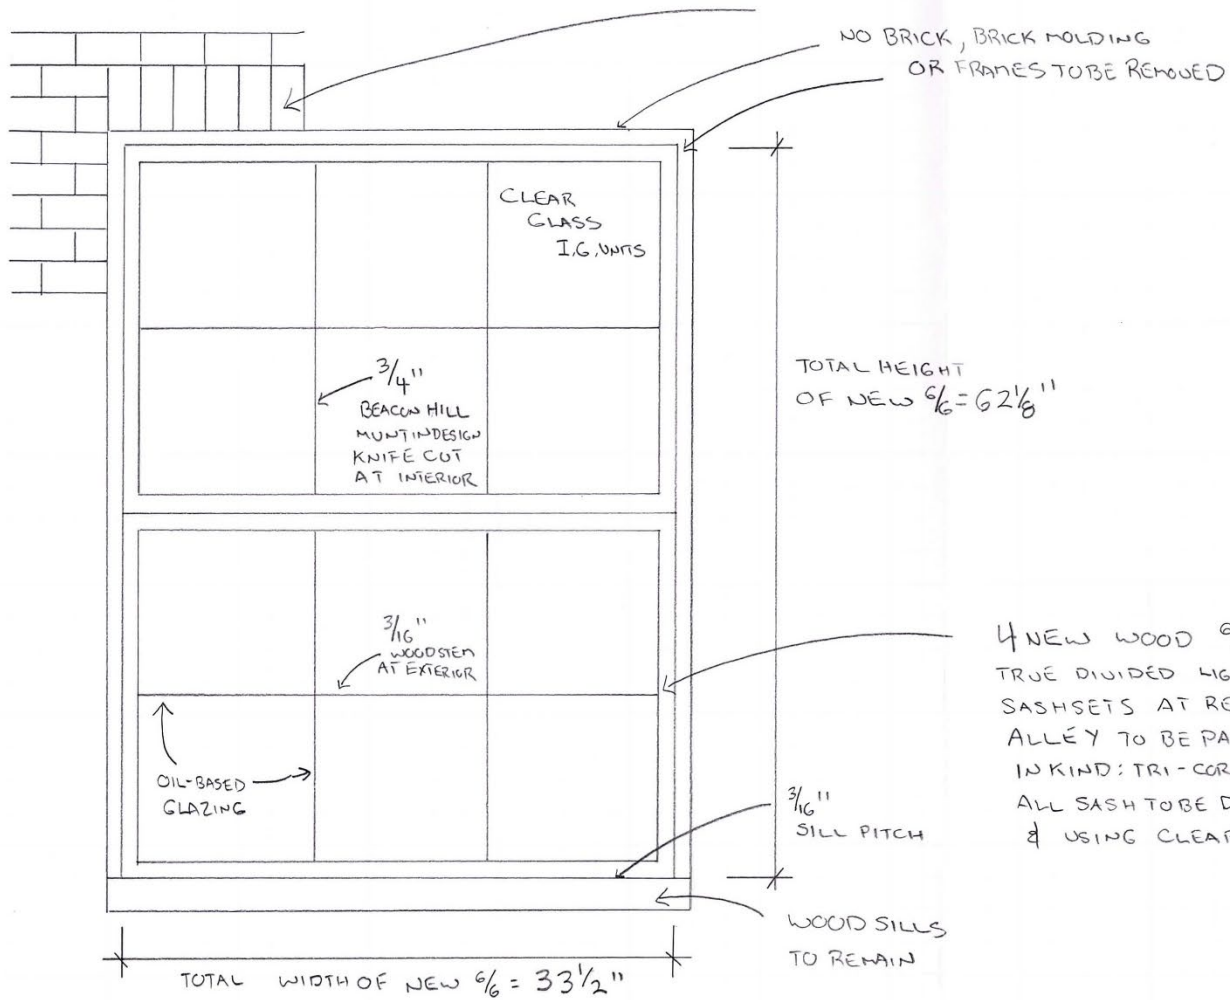 NO BRICK, BRICK MOLDING
OR FRAMES TO BE REMOVED
CLEAR
GLASS
I.G. UNITS
3/4"
BEACON HILL
MUNTIN DESIGN
KNIFE CUT
AT INTERIOR
TOTAL HEIGHT
OF NEW 6/6 = 62 1/8"
3/16"
WOOD STEM
AT EXTERIOR
OIL-BASED
GLAZING
4 NEW WOOD
TRUE DIVIDED
SASHSETS AT
ALLEY TO BE
IN KIND:
ALL SASH TO BE
& USING
3/16"
SILL PITCH
WOOD SILLS
TO REMAIN
TOTAL WIDTH OF NEW 6/6 = 33 1/2"